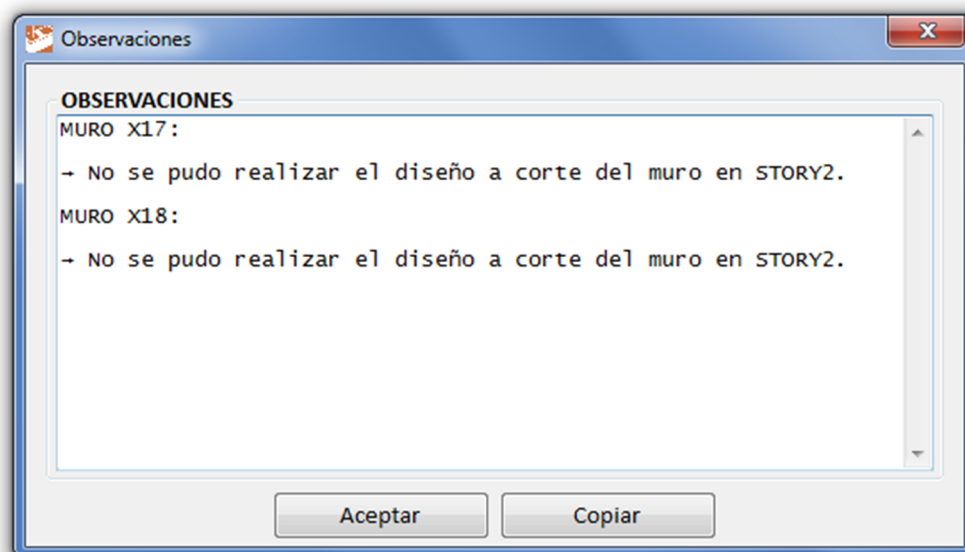 Observaciones
OBSERVACIONES
MURO X17:
→ No se pudo realizar el diseño a corte del muro en STORY2.
MURO X18:
→ No se pudo realizar el diseño a corte del muro en STORY2.
Aceptar
Copiar